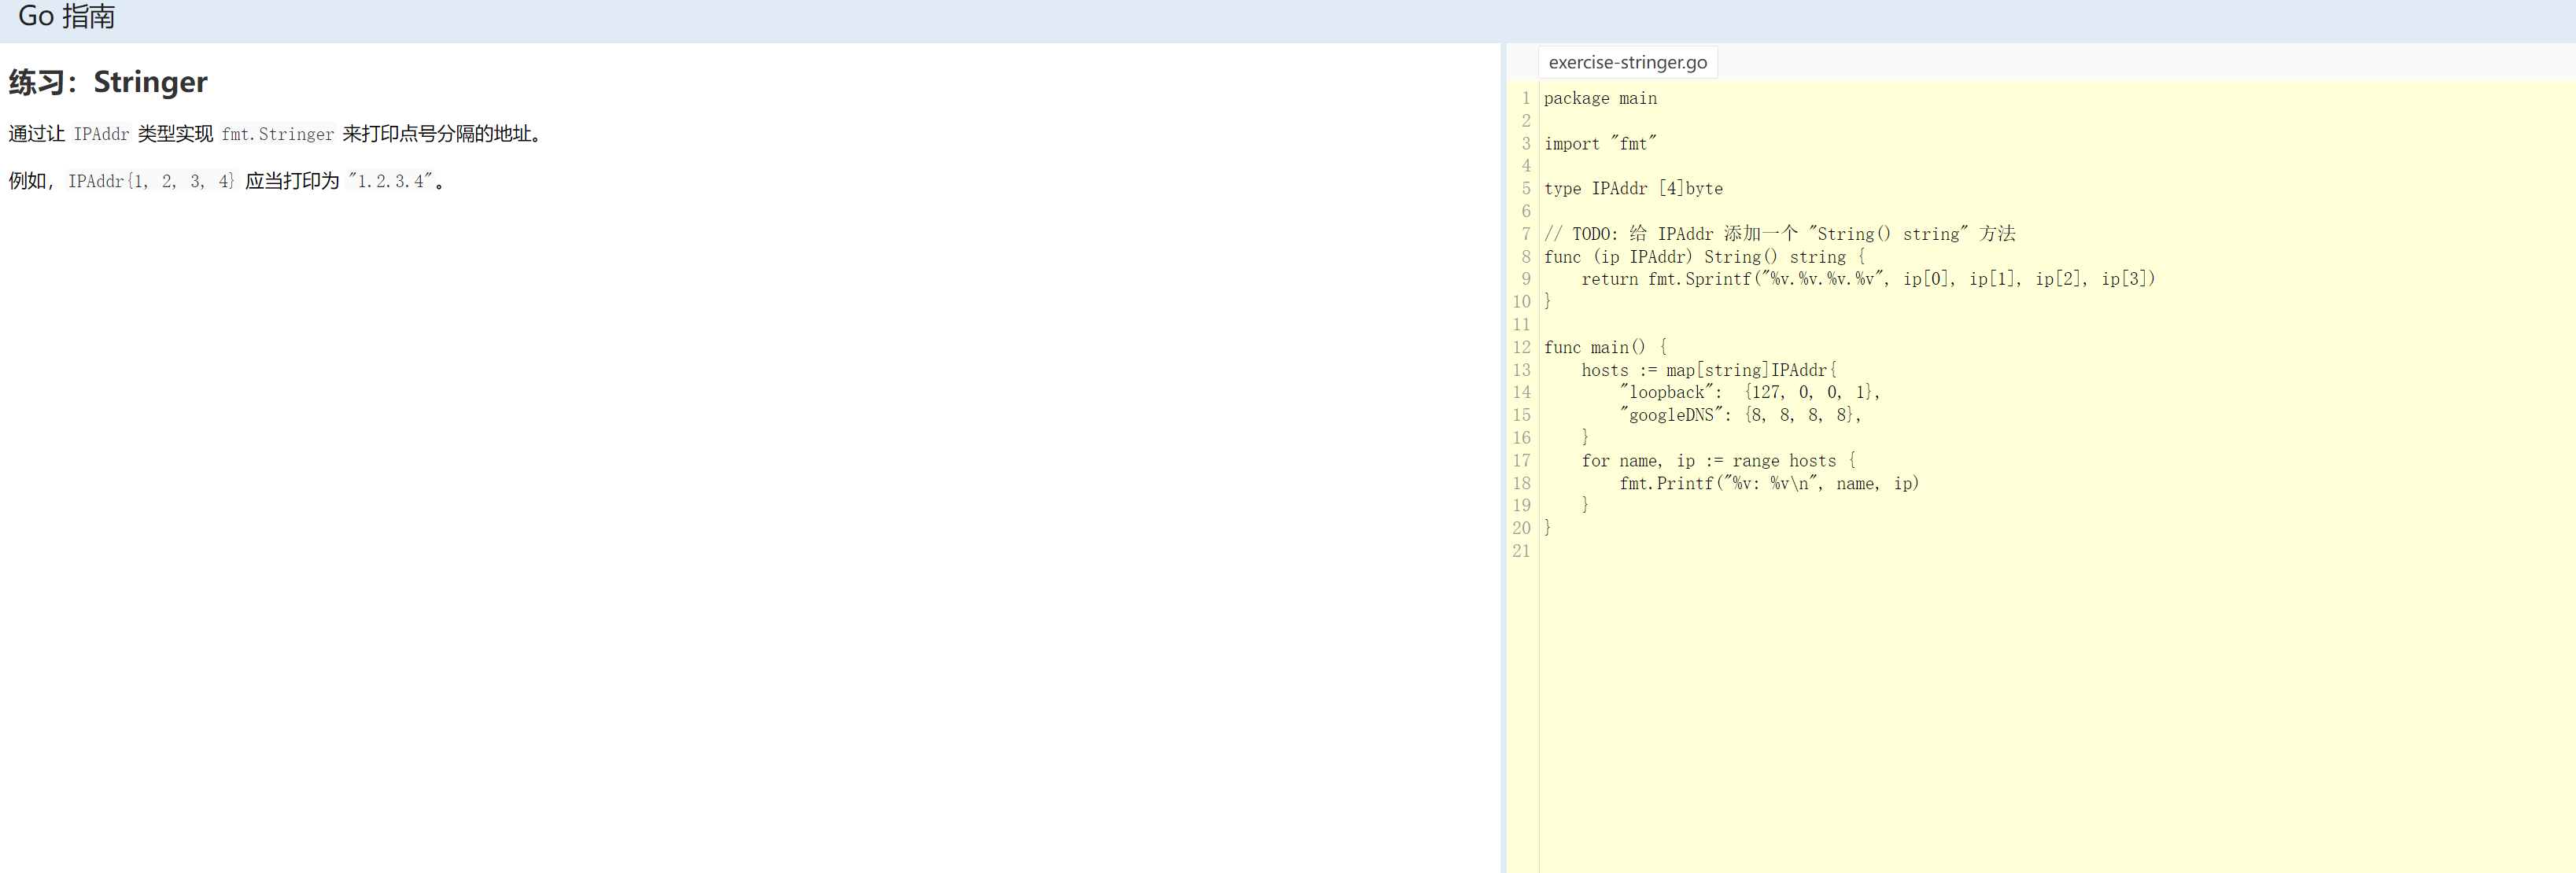 Go 指南
练习：Stringer
通过让 IPAddr 类型实现 fmt.Stringer 来打印点号分隔的地址。
例如，IPAddr{1, 2, 3, 4} 应当打印为 "1.2.3.4"。
exercise-stringer.go
1 package main
2
3 import "fmt"
4
5 type IPAddr [4]byte
6
7 // TODO: 给 IPAddr 添加一个 "String() string" 方法
8 func (ip IPAddr) String() string {
9     return fmt.Sprintf("%v.%v.%v.%v", ip[0], ip[1], ip[2], ip[3])
10 }
11
12 func main() {
13     hosts := map[string]IPAddr{
14         "loopback":  {127, 0, 0, 1},
15         "googleDNS": {8, 8, 8, 8},
16     }
17     for name, ip := range hosts {
18         fmt.Printf("%v: %v\n", name, ip)
19     }
20 }
21